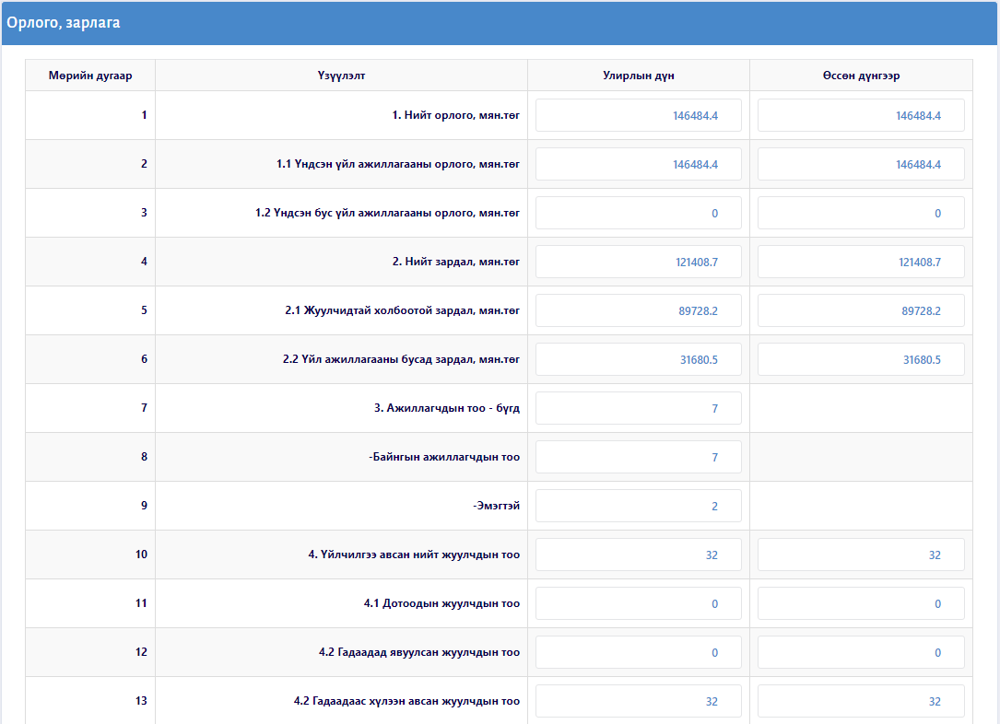 Орлого, зарлага
Мөрийн дугаар Үзүүлэлт Улирлын дүн Өссөн дүнгээр
1 1. Нийт орлого, мян.төг 146484.4 146484.4
2 1.1 Үндсэн үйл ажиллагааны орлого, мян.төг 146484.4 146484.4
3 1.2 Үндсэн бус үйл ажиллагааны орлого, мян.төг 0 0
4 2. Нийт зардал, мян.төг 121408.7 121408.7
5 2.1 Жуулчидтай холбоотой зардал, мян.төг 89728.2 89728.2
6 2.2 Үйл ажиллагааны бусад зардал, мян.төг 31680.5 31680.5
7 3. Ажиллагчдын тоо - бүгд 7
8 -Байнгын ажиллагчдын тоо 7
9 -Эмэгтэй 2
10 4. Үйлчилгээ авсан нийт жуулчдын тоо 32 32
11 4.1 Дотоодын жуулчдын тоо 0 0
12 4.2 Гадаадад явуулсан жуулчдын тоо 0 0
13 4.2 Гадаадаас хүлээн авсан жуулчдын тоо 32 32